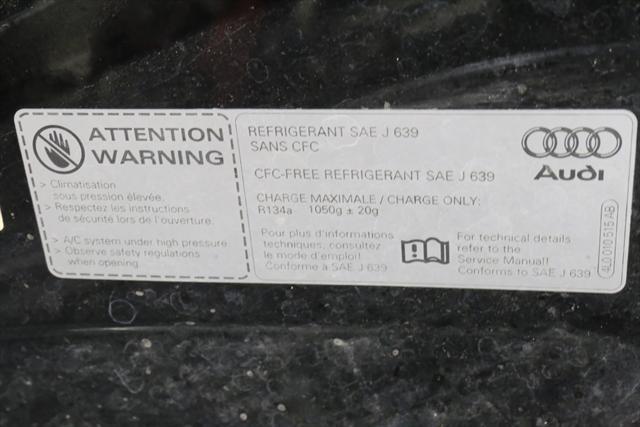 ATTENTION
WARNING
> Climatisation
sous pression élevée.
> Respectez les instructions
de sécurité lors de l'ouverture.
> A/C system under high pressure.
> Observe safety regulations
when opening.
REFRIGERANT SAE J 639
SANS CFC
CFC-FREE REFRIGERANT SAE J 639
CHARGE MAXIMALE / CHARGE ONLY:
R134a 1050g ± 20g
Pour plus d'informations
techniques, consultez
le mode d'emploi!
Conforme à SAE J 639
For technical details
refer to the
Service Manual!
Conforms to SAE J 639
Audi
4L0 010 515 AB